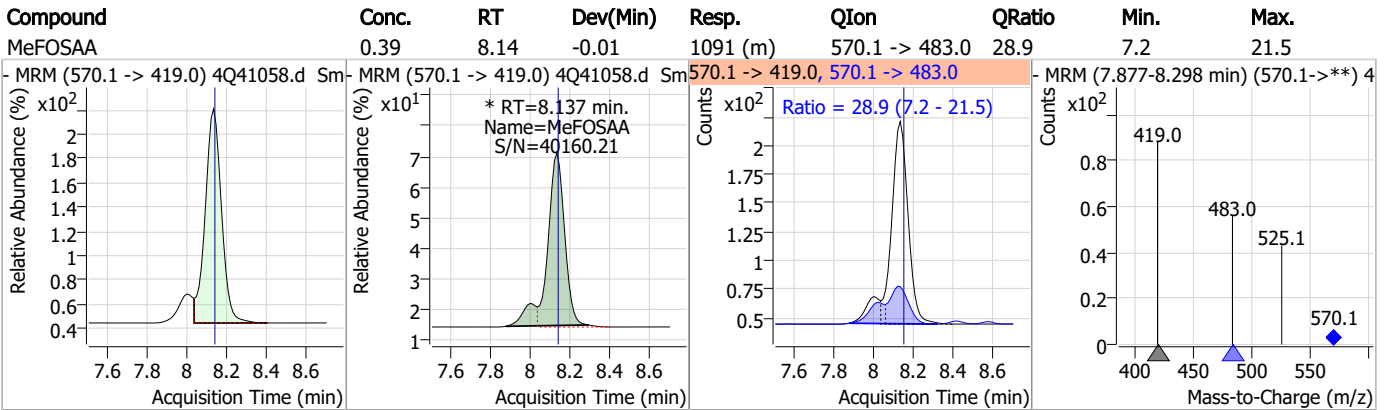 Compound Conc. RT Dev(Min) Resp. QIon QRatio Min. Max.
MeFOSAA 0.39 8.14 -0.01 1091 (m) 570.1 -> 483.0 28.9 7.2 21.5
- MRM (570.1 -> 419.0) 4Q41058.d Sm
x10²
Relative Abundance (%)
2
1.8
1.6
1.4
1.2
1
0.8
0.6
0.4
7.6 7.8 8 8.2 8.4 8.6
Acquisition Time (min)
- MRM (570.1 -> 419.0) 4Q41058.d Sm
x10¹
Relative Abundance (%)
* RT=8.137 min.
Name=MeFOSAA
S/N=40160.21
7
6
5
4
3
2
1
7.6 7.8 8 8.2 8.4 8.6
Acquisition Time (min)
570.1 -> 419.0, 570.1 -> 483.0
x10²
Counts
Ratio = 28.9 (7.2 - 21.5)
2
1.75
1.5
1.25
1
0.75
0.5
7.6 7.8 8 8.2 8.4 8.6
Acquisition Time (min)
- MRM (7.877-8.298 min) (570.1->**) 4
x10²
Counts
419.0
483.0
525.1
570.1
0.8
0.6
0.4
0.2
0
400 450 500 550
Mass-to-Charge (m/z)